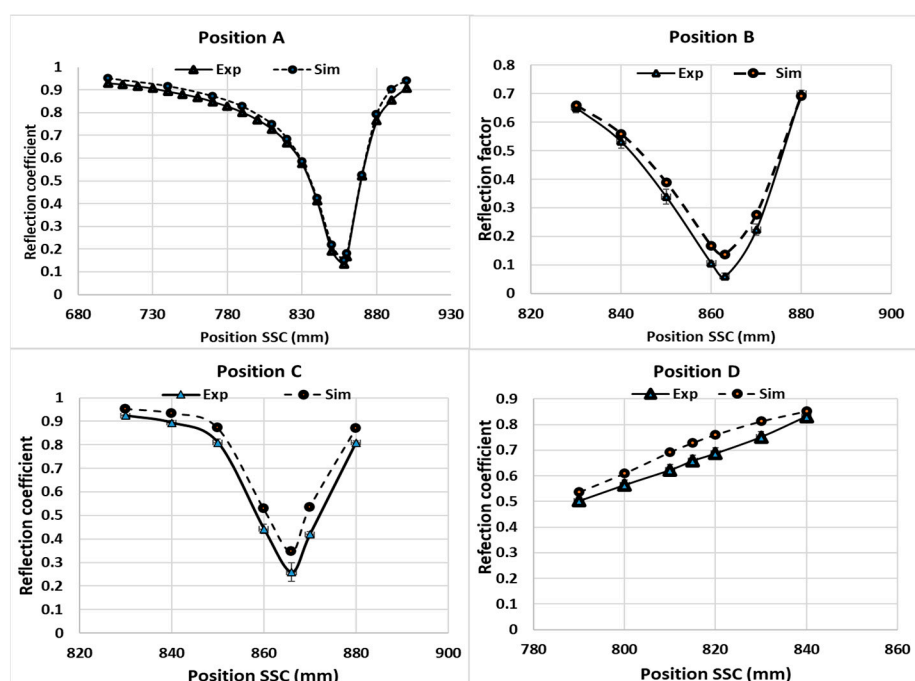 Position A
Exp Sim
Reflection coefficient
1
0.9
0.8
0.7
0.6
0.5
0.4
0.3
0.2
0.1
0
680 730 780 830 880 930
Position SSC (mm)
Position B
Exp Sim
Reflection factor
0.8
0.7
0.6
0.5
0.4
0.3
0.2
0.1
0
820 840 860 880 900
Position SSC (mm)
Position C
Exp Sim
Reflection coefficient
1
0.9
0.8
0.7
0.6
0.5
0.4
0.3
0.2
0.1
0
820 840 860 880 900
Position SSC (mm)
Position D
Exp Sim
Refection coefficient
1
0.9
0.8
0.7
0.6
0.5
0.4
0.3
0.2
0.1
0
780 790 800 810 820 830 840 860
Position SSC (mm)